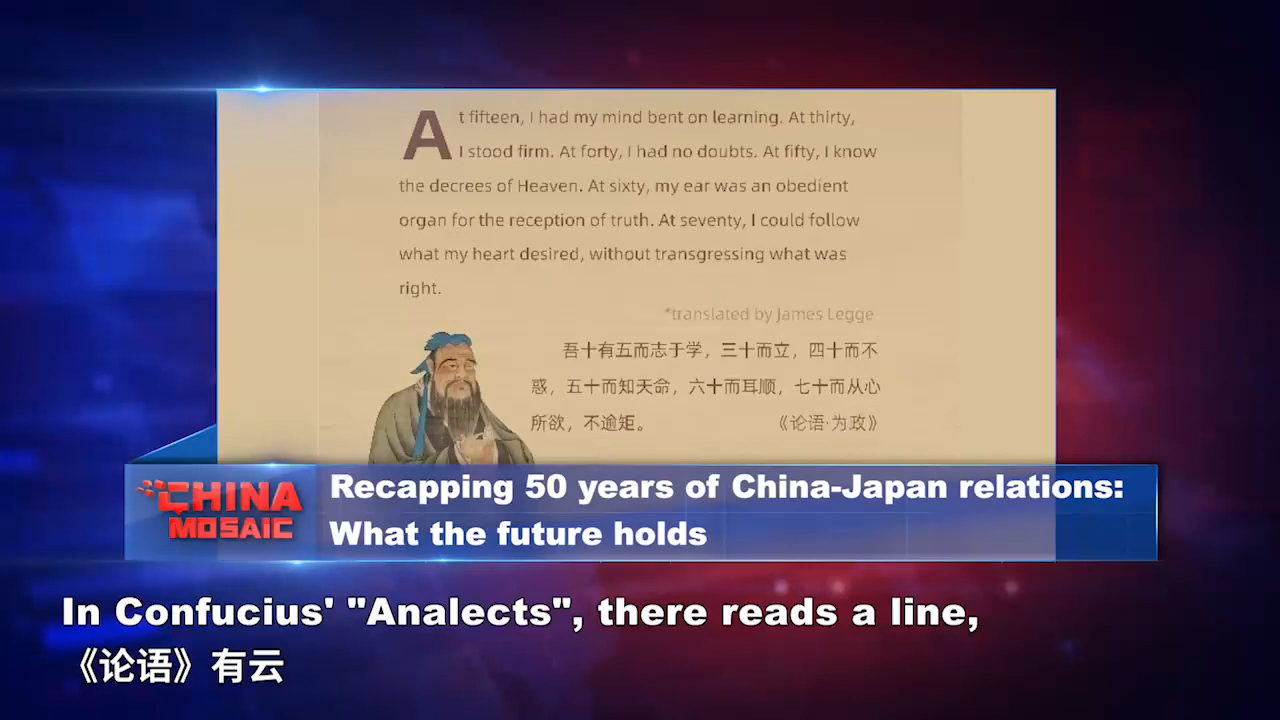 At fifteen, I had my mind bent on learning. At thirty,
I stood firm. At forty, I had no doubts. At fifty, I know
the decrees of Heaven. At sixty, my ear was an obedient
organ for the reception of truth. At seventy, I could follow
what my heart desired, without transgressing what was
right.
*translated by James Legge
吾十有五而志于学，三十而立，四十而不
惑，五十而知天命，六十而耳顺，七十而从心
所欲，不逾矩。 《论语·为政》
CHINA
MOSAIC
Recapping 50 years of China-Japan relations:
What the future holds
In Confucius' "Analects", there reads a line,
《论语》有云